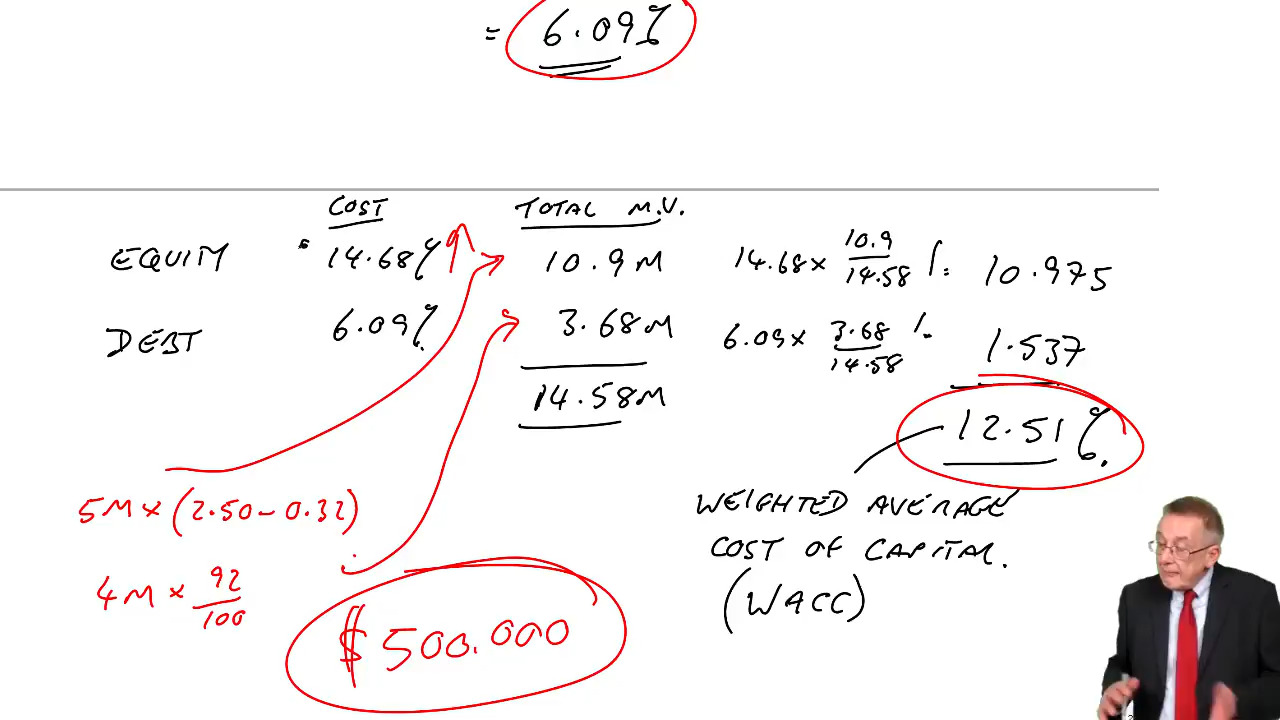 = 6.09%
COST TOTAL M.V.
EQUITY 14.68% 10.9M 14.68 × 10.9/14.58 = 10.975
DEBT 6.09% 3.68M 6.09 × 3.68/14.58 = 1.537
14.58M 12.51%
5M × (2.50 – 0.32)
4M × 92/100
$500.000
WEIGHTED AVERAGE
COST OF CAPITAL.
(WACC)